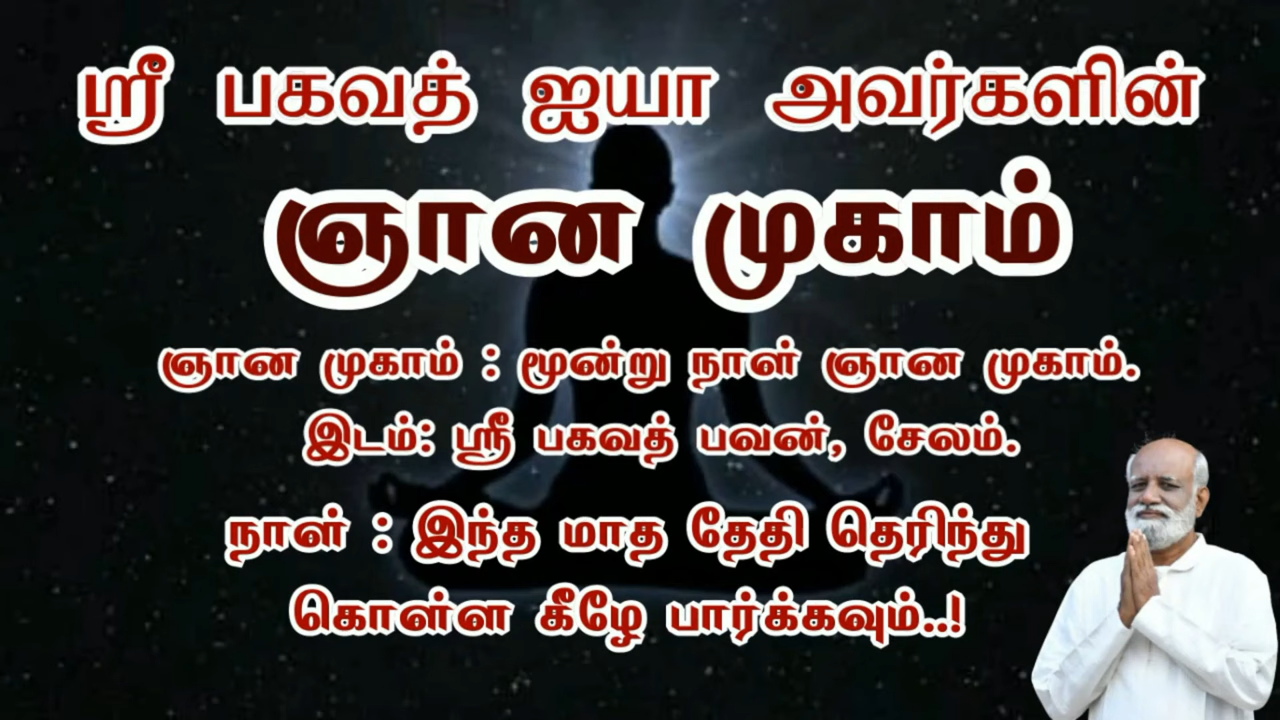 ஸ்ரீ பகவத் ஐயா அவர்களின்
ஞான முகாம்
ஞான முகாம் : மூன்று நாள் ஞான முகாம்.
இடம்: ஸ்ரீ பகவத் பவன், சேலம்.
நாள் : இந்த மாத தேதி தெரிந்து
கொள்ள கீழே பார்க்கவும்..!